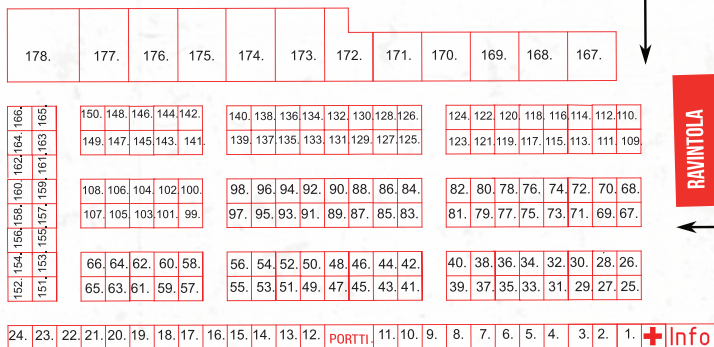 178. 177. 176. 175. 174. 173. 172. 171. 170. 169. 168. 167.
166. 165.
164. 163
162. 161.
160. 159.
158. 157.
156. 155.
154. 153.
152. 151.
150. 148. 146. 144. 142. 140. 138. 136. 134. 132. 130. 128. 126. 124. 122. 120. 118. 116 114. 112. 110.
149. 147. 145. 143. 141. 139. 137. 135. 133. 131. 129. 127. 125. 123. 121. 119. 117. 115. 113. 111. 109.
RAVINTOLA
108. 106. 104. 102 100. 98. 96. 94. 92. 90. 88. 86. 84. 82. 80. 78. 76. 74. 72. 70. 68.
107. 105. 103. 101. 99. 97. 95. 93. 91. 89. 87. 85. 83. 81. 79. 77. 75. 73. 71. 69. 67.
66. 64. 62. 60. 58. 56. 54. 52. 50. 48. 46. 44. 42. 40. 38. 36. 34. 32. 30. 28. 26.
65. 63. 61. 59. 57. 55. 53. 51. 49. 47. 45. 43. 41. 39. 37. 35. 33. 31. 29. 27. 25.
24. 23. 22. 21. 20. 19. 18. 17. 16. 15. 14. 13. 12. PORTTI. 11. 10. 9. 8. 7. 6. 5. 4. 3. 2. 1. Info